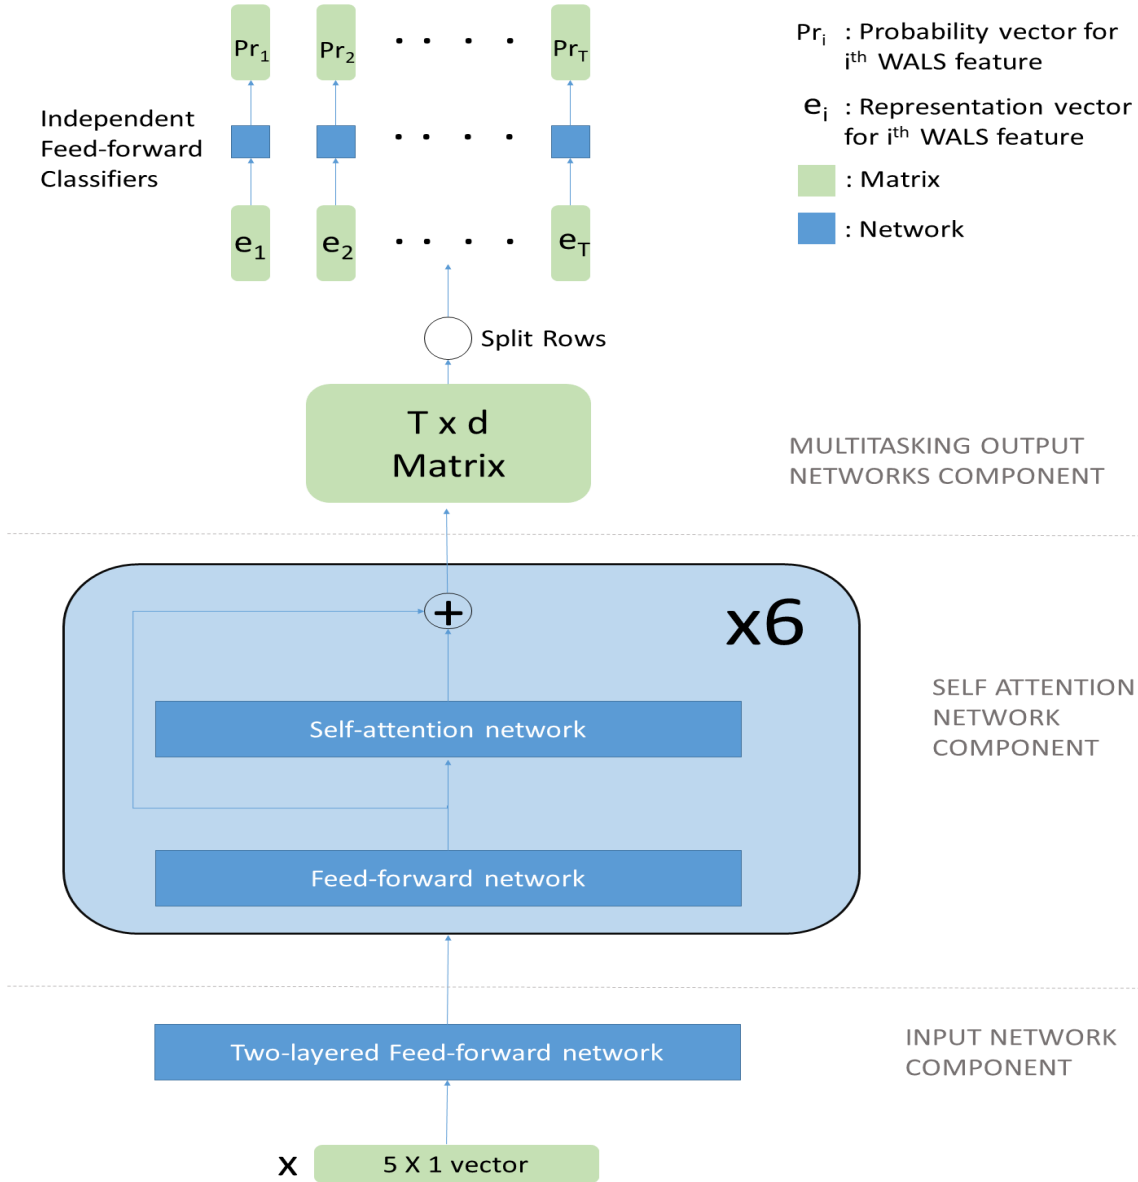 Pr1 Pr2 . . . . PrT
Pri : Probability vector for
ith WALS feature
ei : Representation vector
for ith WALS feature
: Matrix
: Network
Independent
Feed-forward
Classifiers
e1 e2 . . . . eT
Split Rows
T x d
Matrix
MULTITASKING OUTPUT
NETWORKS COMPONENT
+
x6
Self-attention network
SELF ATTENTION
NETWORK
COMPONENT
Feed-forward network
Two-layered Feed-forward network
INPUT NETWORK
COMPONENT
x 5 X 1 vector